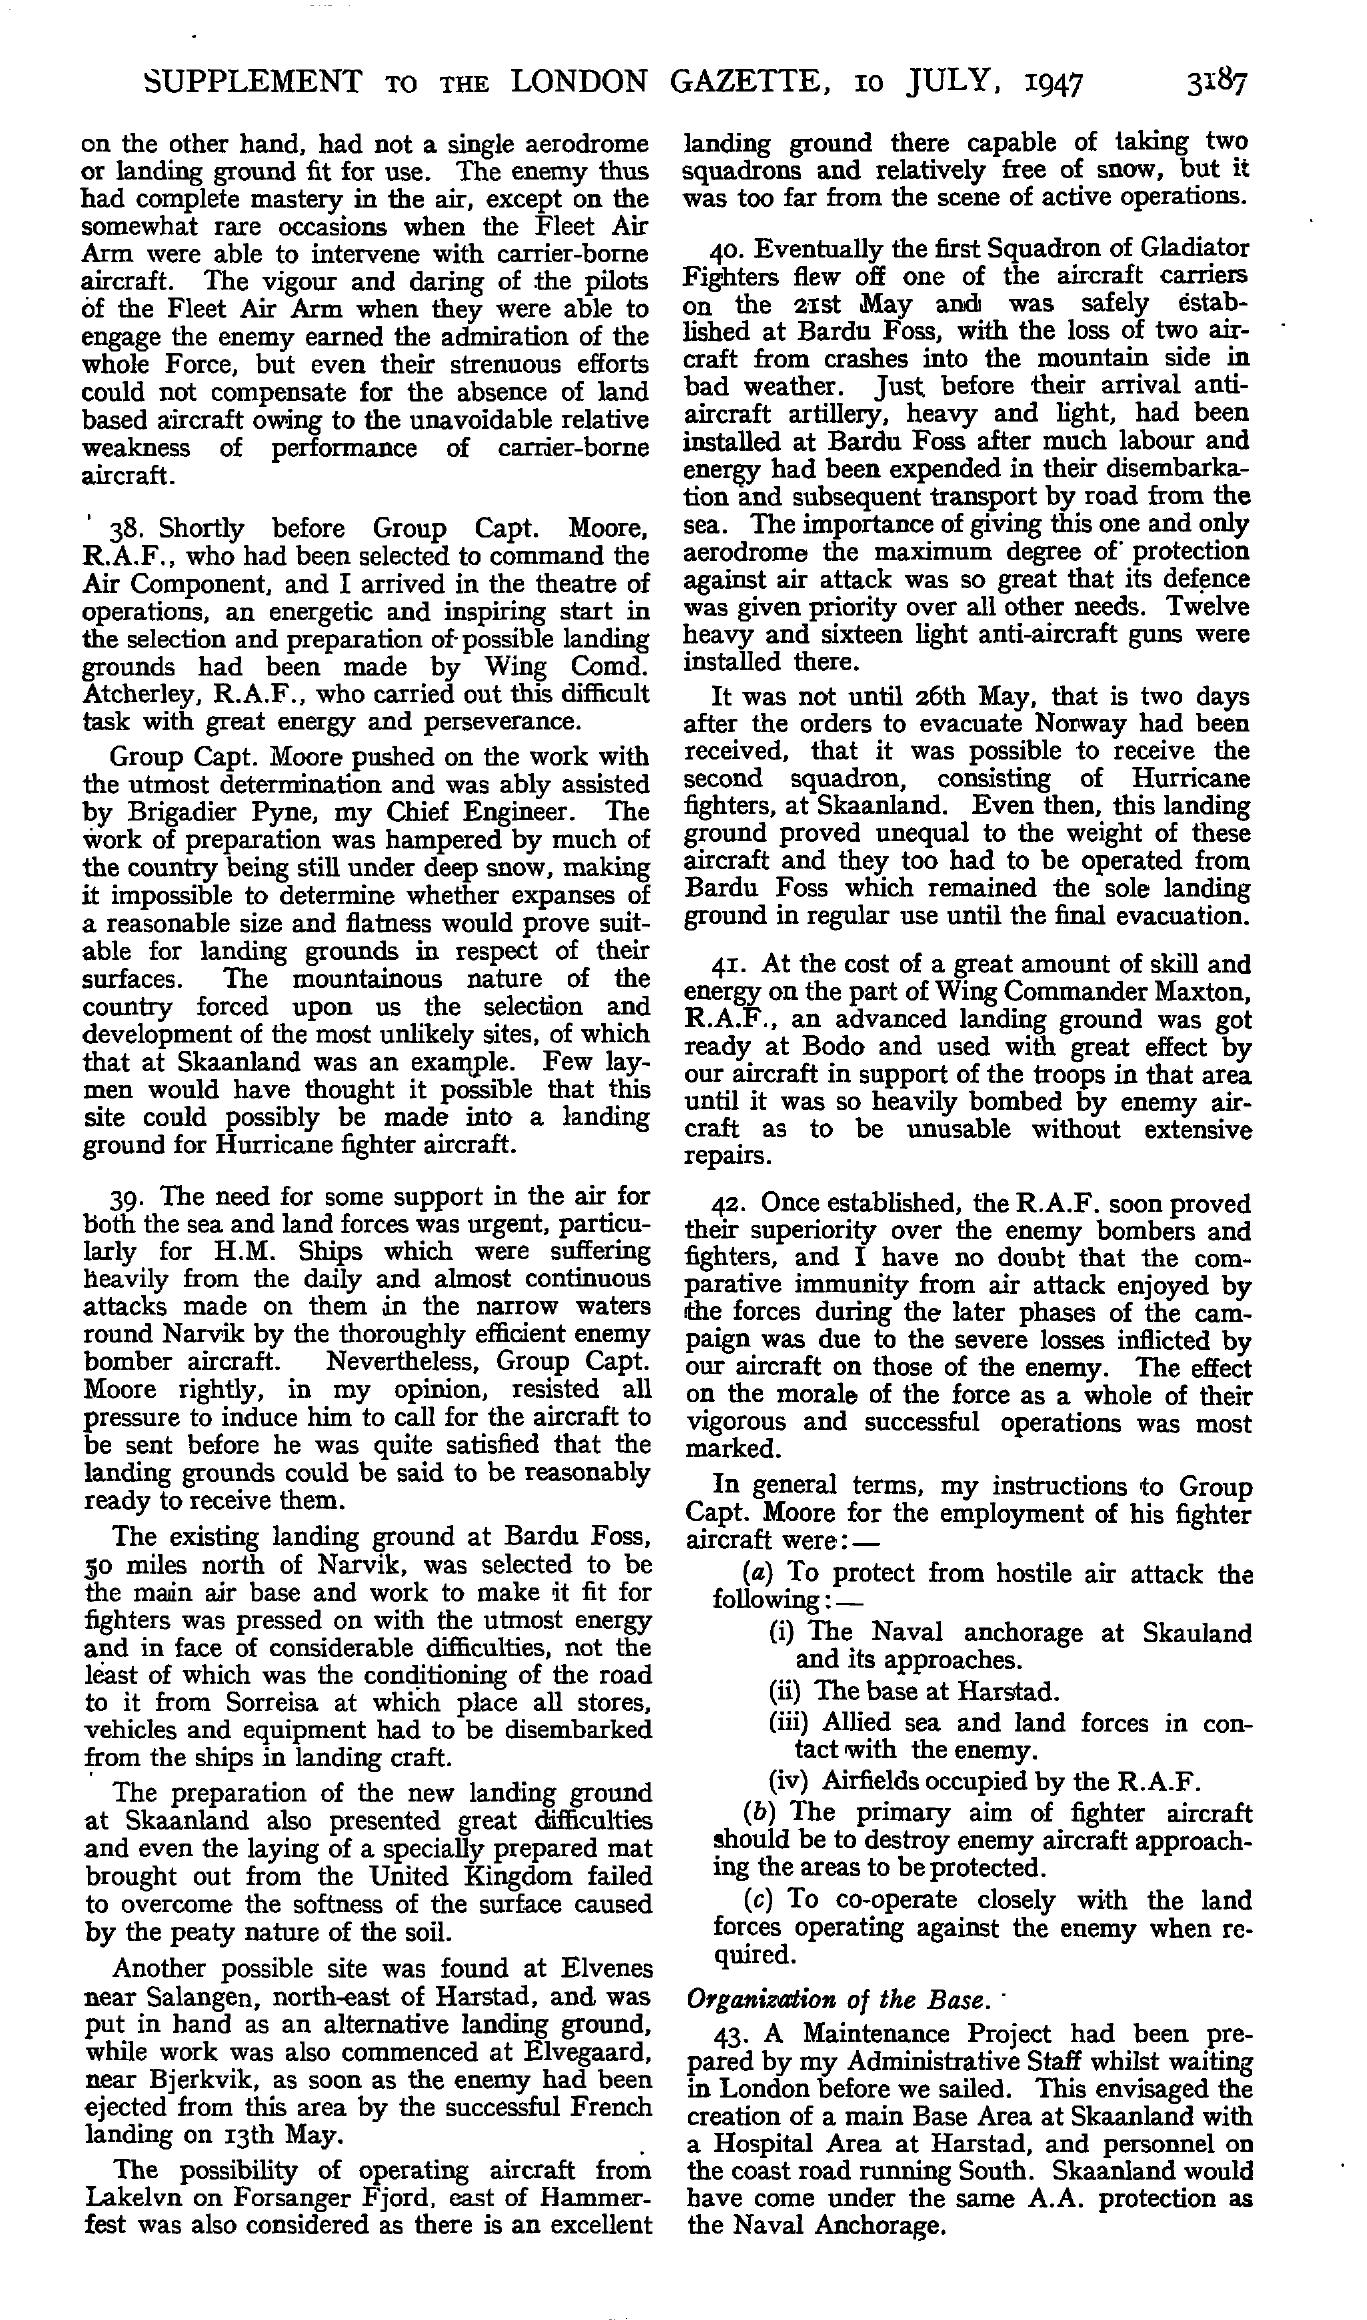 SUPPLEMENT TO THE LONDON GAZETTE, 10 JULY, 1947 3187
on the other hand, had not a single aerodrome
or landing ground fit for use. The enemy thus
had complete mastery in the air, except on the
somewhat rare occasions when the Fleet Air
Arm were able to intervene with carrier-borne
aircraft. The vigour and daring of the pilots
of the Fleet Air Arm when they were able to
engage the enemy earned the admiration of the
whole Force, but even their strenuous efforts
could not compensate for the absence of land
based aircraft owing to the unavoidable relative
weakness of performance of carrier-borne
aircraft.
38. Shortly before Group Capt. Moore,
R.A.F., who had been selected to command the
Air Component, and I arrived in the theatre of
operations, an energetic and inspiring start in
the selection and preparation of possible landing
grounds had been made by Wing Comd.
Atcherley, R.A.F., who carried out this difficult
task with great energy and perseverance.
Group Capt. Moore pushed on the work with
the utmost determination and was ably assisted
by Brigadier Pyne, my Chief Engineer. The
work of preparation was hampered by much of
the country being still under deep snow, making
it impossible to determine whether expanses of
a reasonable size and flatness would prove suit-
able for landing grounds in respect of their
surfaces. The mountainous nature of the
country forced upon us the selection and
development of the most unlikely sites, of which
that at Skaanland was an example. Few lay-
men would have thought it possible that this
site could possibly be made into a landing
ground for Hurricane fighter aircraft.
39. The need for some support in the air for
both the sea and land forces was urgent, particu-
larly for H.M. Ships which were suffering
heavily from the daily and almost continuous
attacks made on them in the narrow waters
round Narvik by the thoroughly efficient enemy
bomber aircraft. Nevertheless, Group Capt.
Moore rightly, in my opinion, resisted all
pressure to induce him to call for the aircraft to
be sent before he was quite satisfied that the
landing grounds could be said to be reasonably
ready to receive them.
The existing landing ground at Bardu Foss,
50 miles north of Narvik, was selected to be
the main air base and work to make it fit for
fighters was pressed on with the utmost energy
and in face of considerable difficulties, not the
least of which was the conditioning of the road
to it from Sorreisa at which place all stores,
vehicles and equipment had to be disembarked
from the ships in landing craft.
The preparation of the new landing ground
at Skaanland also presented great difficulties
and even the laying of a specially prepared mat
brought out from the United Kingdom failed
to overcome the softness of the surface caused
by the peaty nature of the soil.
Another possible site was found at Elvenes
near Salangen, north-east of Harstad, and was
put in hand as an alternative landing ground,
while work was also commenced at Elvegaard,
near Bjerkvik, as soon as the enemy had been
ejected from this area by the successful French
landing on 13th May.
The possibility of operating aircraft from
Lakelvn on Forsanger Fjord, east of Hammer-
fest was also considered as there is an excellent
landing ground there capable of taking two
squadrons and relatively free of snow, but it
was too far from the scene of active operations.
40. Eventually the first Squadron of Gladiator
Fighters flew off one of the aircraft carriers
on the 21st May and was safely estab-
lished at Bardu Foss, with the loss of two air-
craft from crashes into the mountain side in
bad weather. Just before their arrival anti-
aircraft artillery, heavy and light, had been
installed at Bardu Foss after much labour and
energy had been expended in their disembarka-
tion and subsequent transport by road from the
sea. The importance of giving this one and only
aerodrome the maximum degree of protection
against air attack was so great that its defence
was given priority over all other needs. Twelve
heavy and sixteen light anti-aircraft guns were
installed there.
It was not until 26th May, that is two days
after the orders to evacuate Norway had been
received, that it was possible to receive the
second squadron, consisting of Hurricane
fighters, at Skaanland. Even then, this landing
ground proved unequal to the weight of these
aircraft and they too had to be operated from
Bardu Foss which remained the sole landing
ground in regular use until the final evacuation.
41. At the cost of a great amount of skill and
energy on the part of Wing Commander Maxton,
R.A.F., an advanced landing ground was got
ready at Bodo and used with great effect by
our aircraft in support of the troops in that area
until it was so heavily bombed by enemy air-
craft as to be unusable without extensive
repairs.
42. Once established, the R.A.F. soon proved
their superiority over the enemy bombers and
fighters, and I have no doubt that the com-
parative immunity from air attack enjoyed by
the forces during the later phases of the cam-
paign was due to the severe losses inflicted by
our aircraft on those of the enemy. The effect
on the morale of the force as a whole of their
vigorous and successful operations was most
marked.
In general terms, my instructions to Group
Capt. Moore for the employment of his fighter
aircraft were:—
(a) To protect from hostile air attack the
following:—
(i) The Naval anchorage at Skauland
and its approaches.
(ii) The base at Harstad.
(iii) Allied sea and land forces in con-
tact with the enemy.
(iv) Airfields occupied by the R.A.F.
(b) The primary aim of fighter aircraft
should be to destroy enemy aircraft approach-
ing the areas to be protected.
(c) To co-operate closely with the land
forces operating against the enemy when re-
quired.
Organization of the Base.
43. A Maintenance Project had been pre-
pared by my Administrative Staff whilst waiting
in London before we sailed. This envisaged the
creation of a main Base Area at Skaanland with
a Hospital Area at Harstad, and personnel on
the coast road running South. Skaanland would
have come under the same A.A. protection as
the Naval Anchorage.